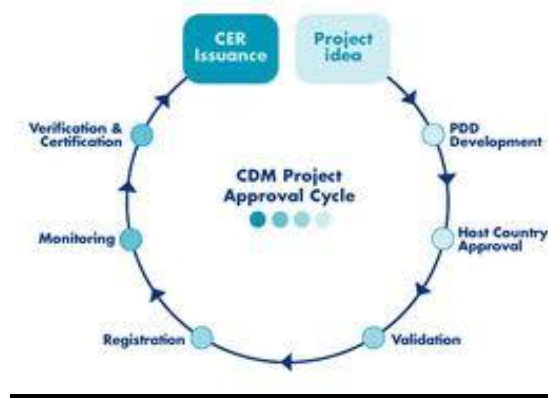 CER
Issuance
Project
idea
PDD
Development
Host Country
Approval
Validation
Registration
Monitoring
Verification &
Certification
CDM Project
Approval Cycle